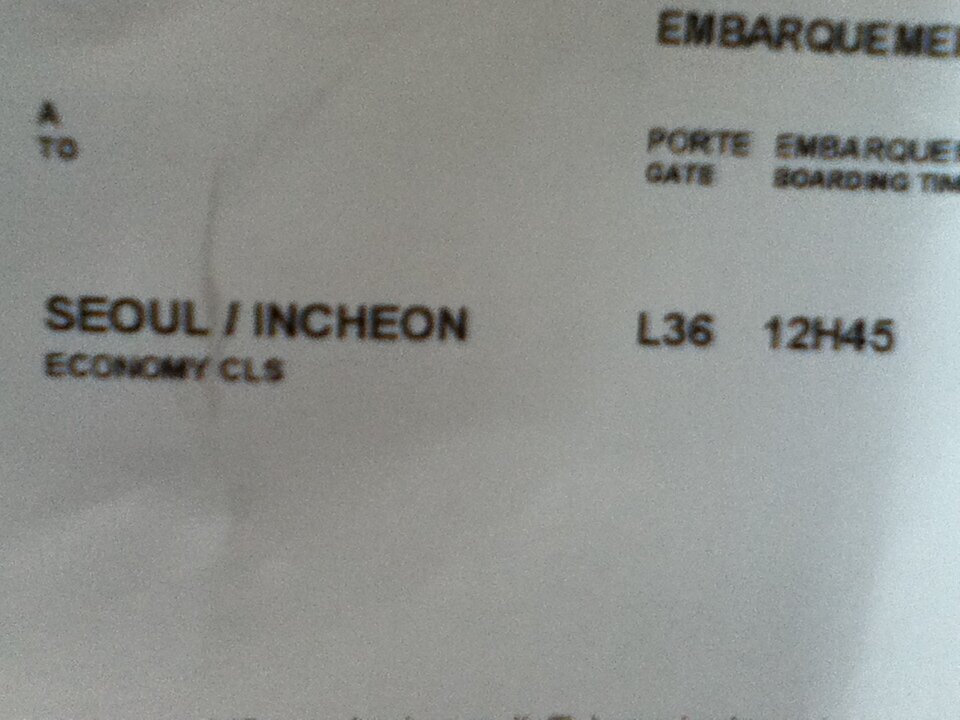 EMBARQUEME
A
TO
PORTE EMBARQUE
GATE BOARDING TIM
SEOUL / INCHEON L36 12H45
ECONOMY CLS